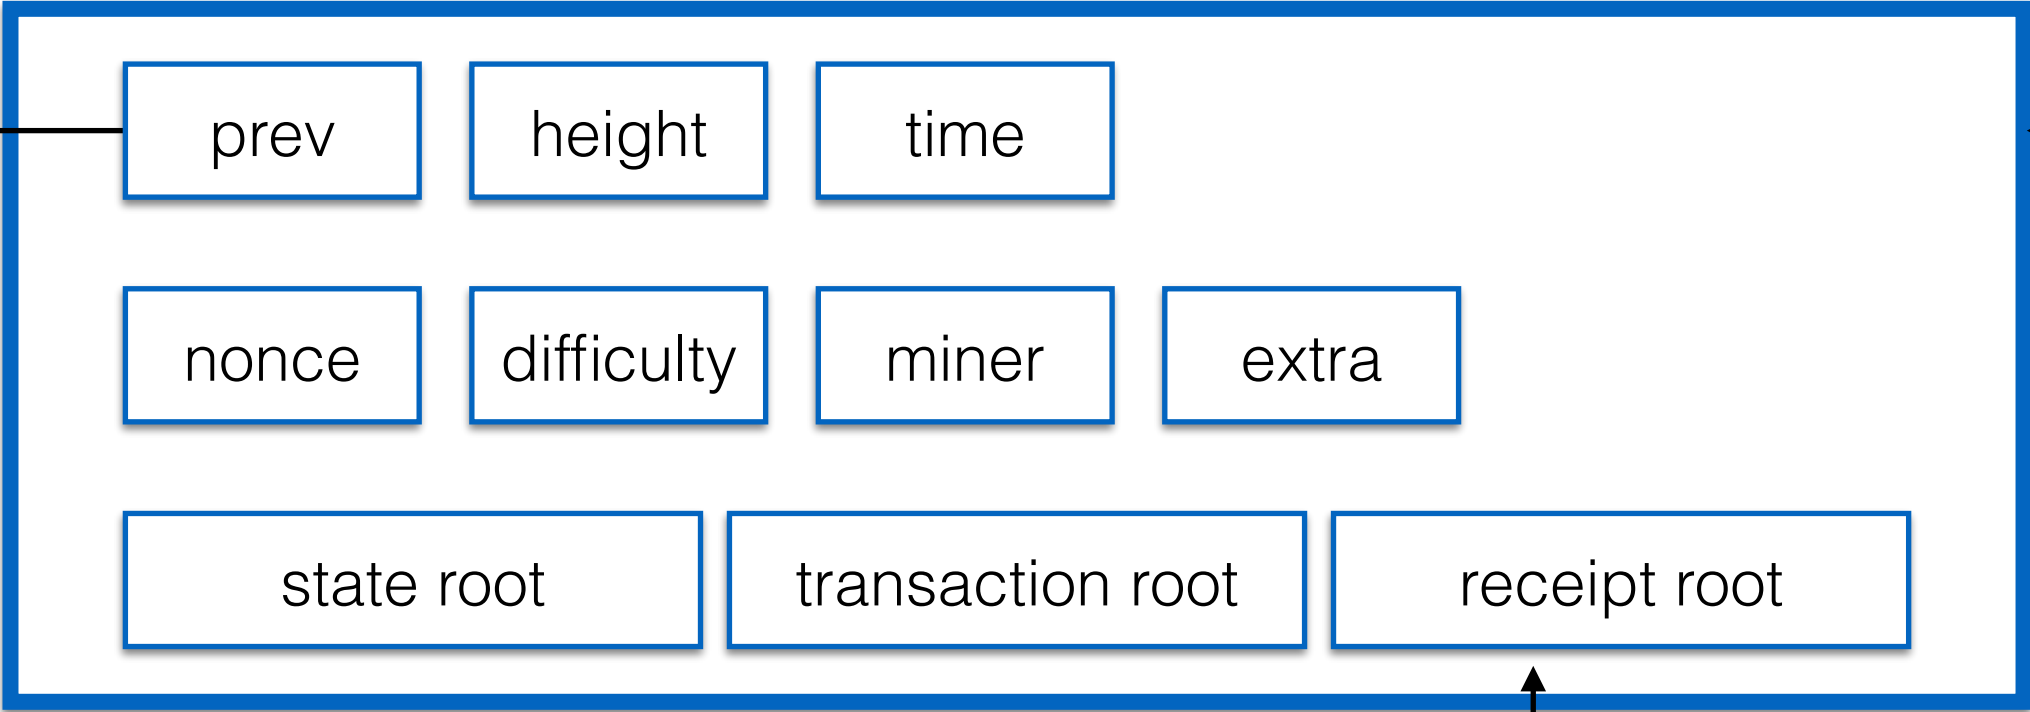 prev height time
nonce difficulty miner extra
state root transaction root receipt root